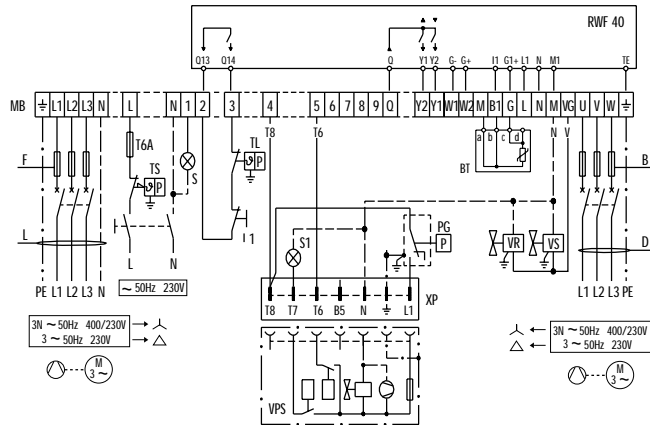 RWF 40
Q13 Q14 Q Y1 Y2 G- G+ I1 G1+ L1 N M1 TE
MB L1 L2 L3 N L N 1 2 3 4 5 6 7 8 9 Q Y2 Y1 W1 W2 M B1 G L N M VG U V W
T8 T6 a b c d N V
F T6A TL B
TS ϑ P
ϑ P S BT
S1 PG
P VR VS
L 1 D
PE L1 L2 L3 N L N L1 L2 L3 PE
~ 50Hz 230V
XP
T8 T7 T6 B5 N L1
3N ~ 50Hz 400/230V
3 ~ 50Hz 230V
3N ~ 50Hz 400/230V
3 ~ 50Hz 230V
M
3 ~
M
3 ~
VPS